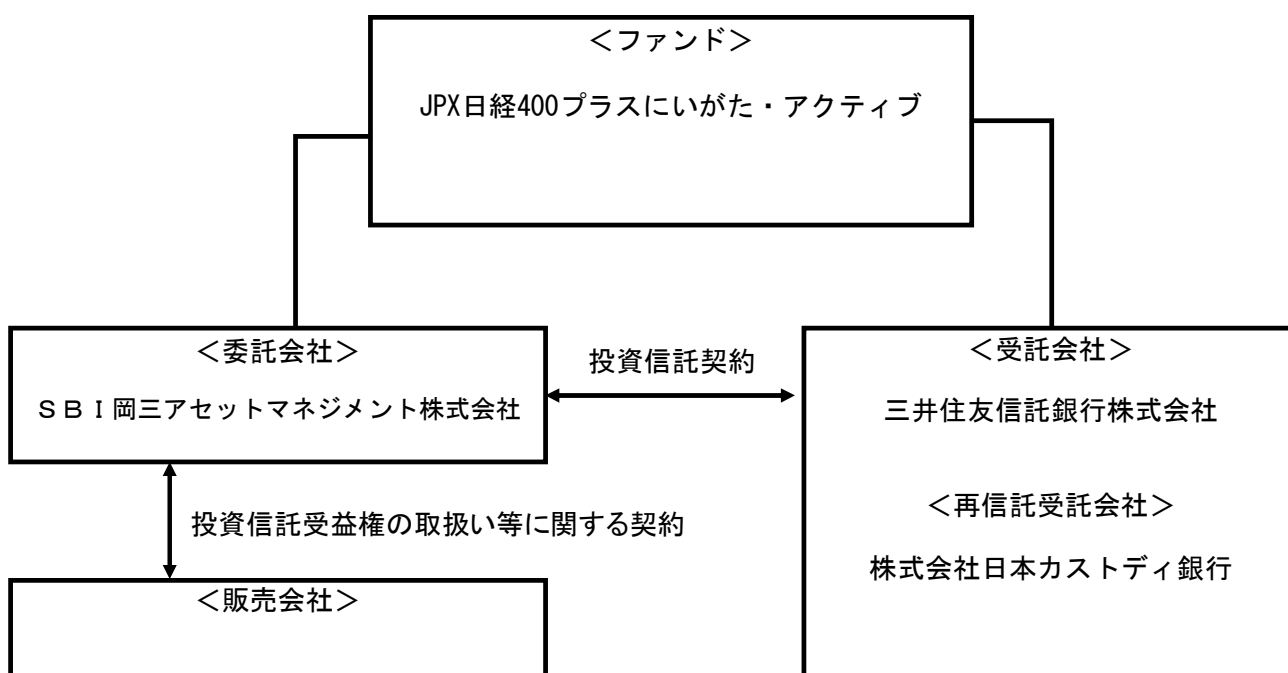 ＜ファンド＞
JPX日経400プラスにいがた・アクティブ
＜委託会社＞
ＳＢＩ岡三アセットマネジメント株式会社
投資信託契約
＜受託会社＞
三井住友信託銀行株式会社
＜再信託受託会社＞
株式会社日本カストディ銀行
投資信託受益権の取扱い等に関する契約
＜販売会社＞